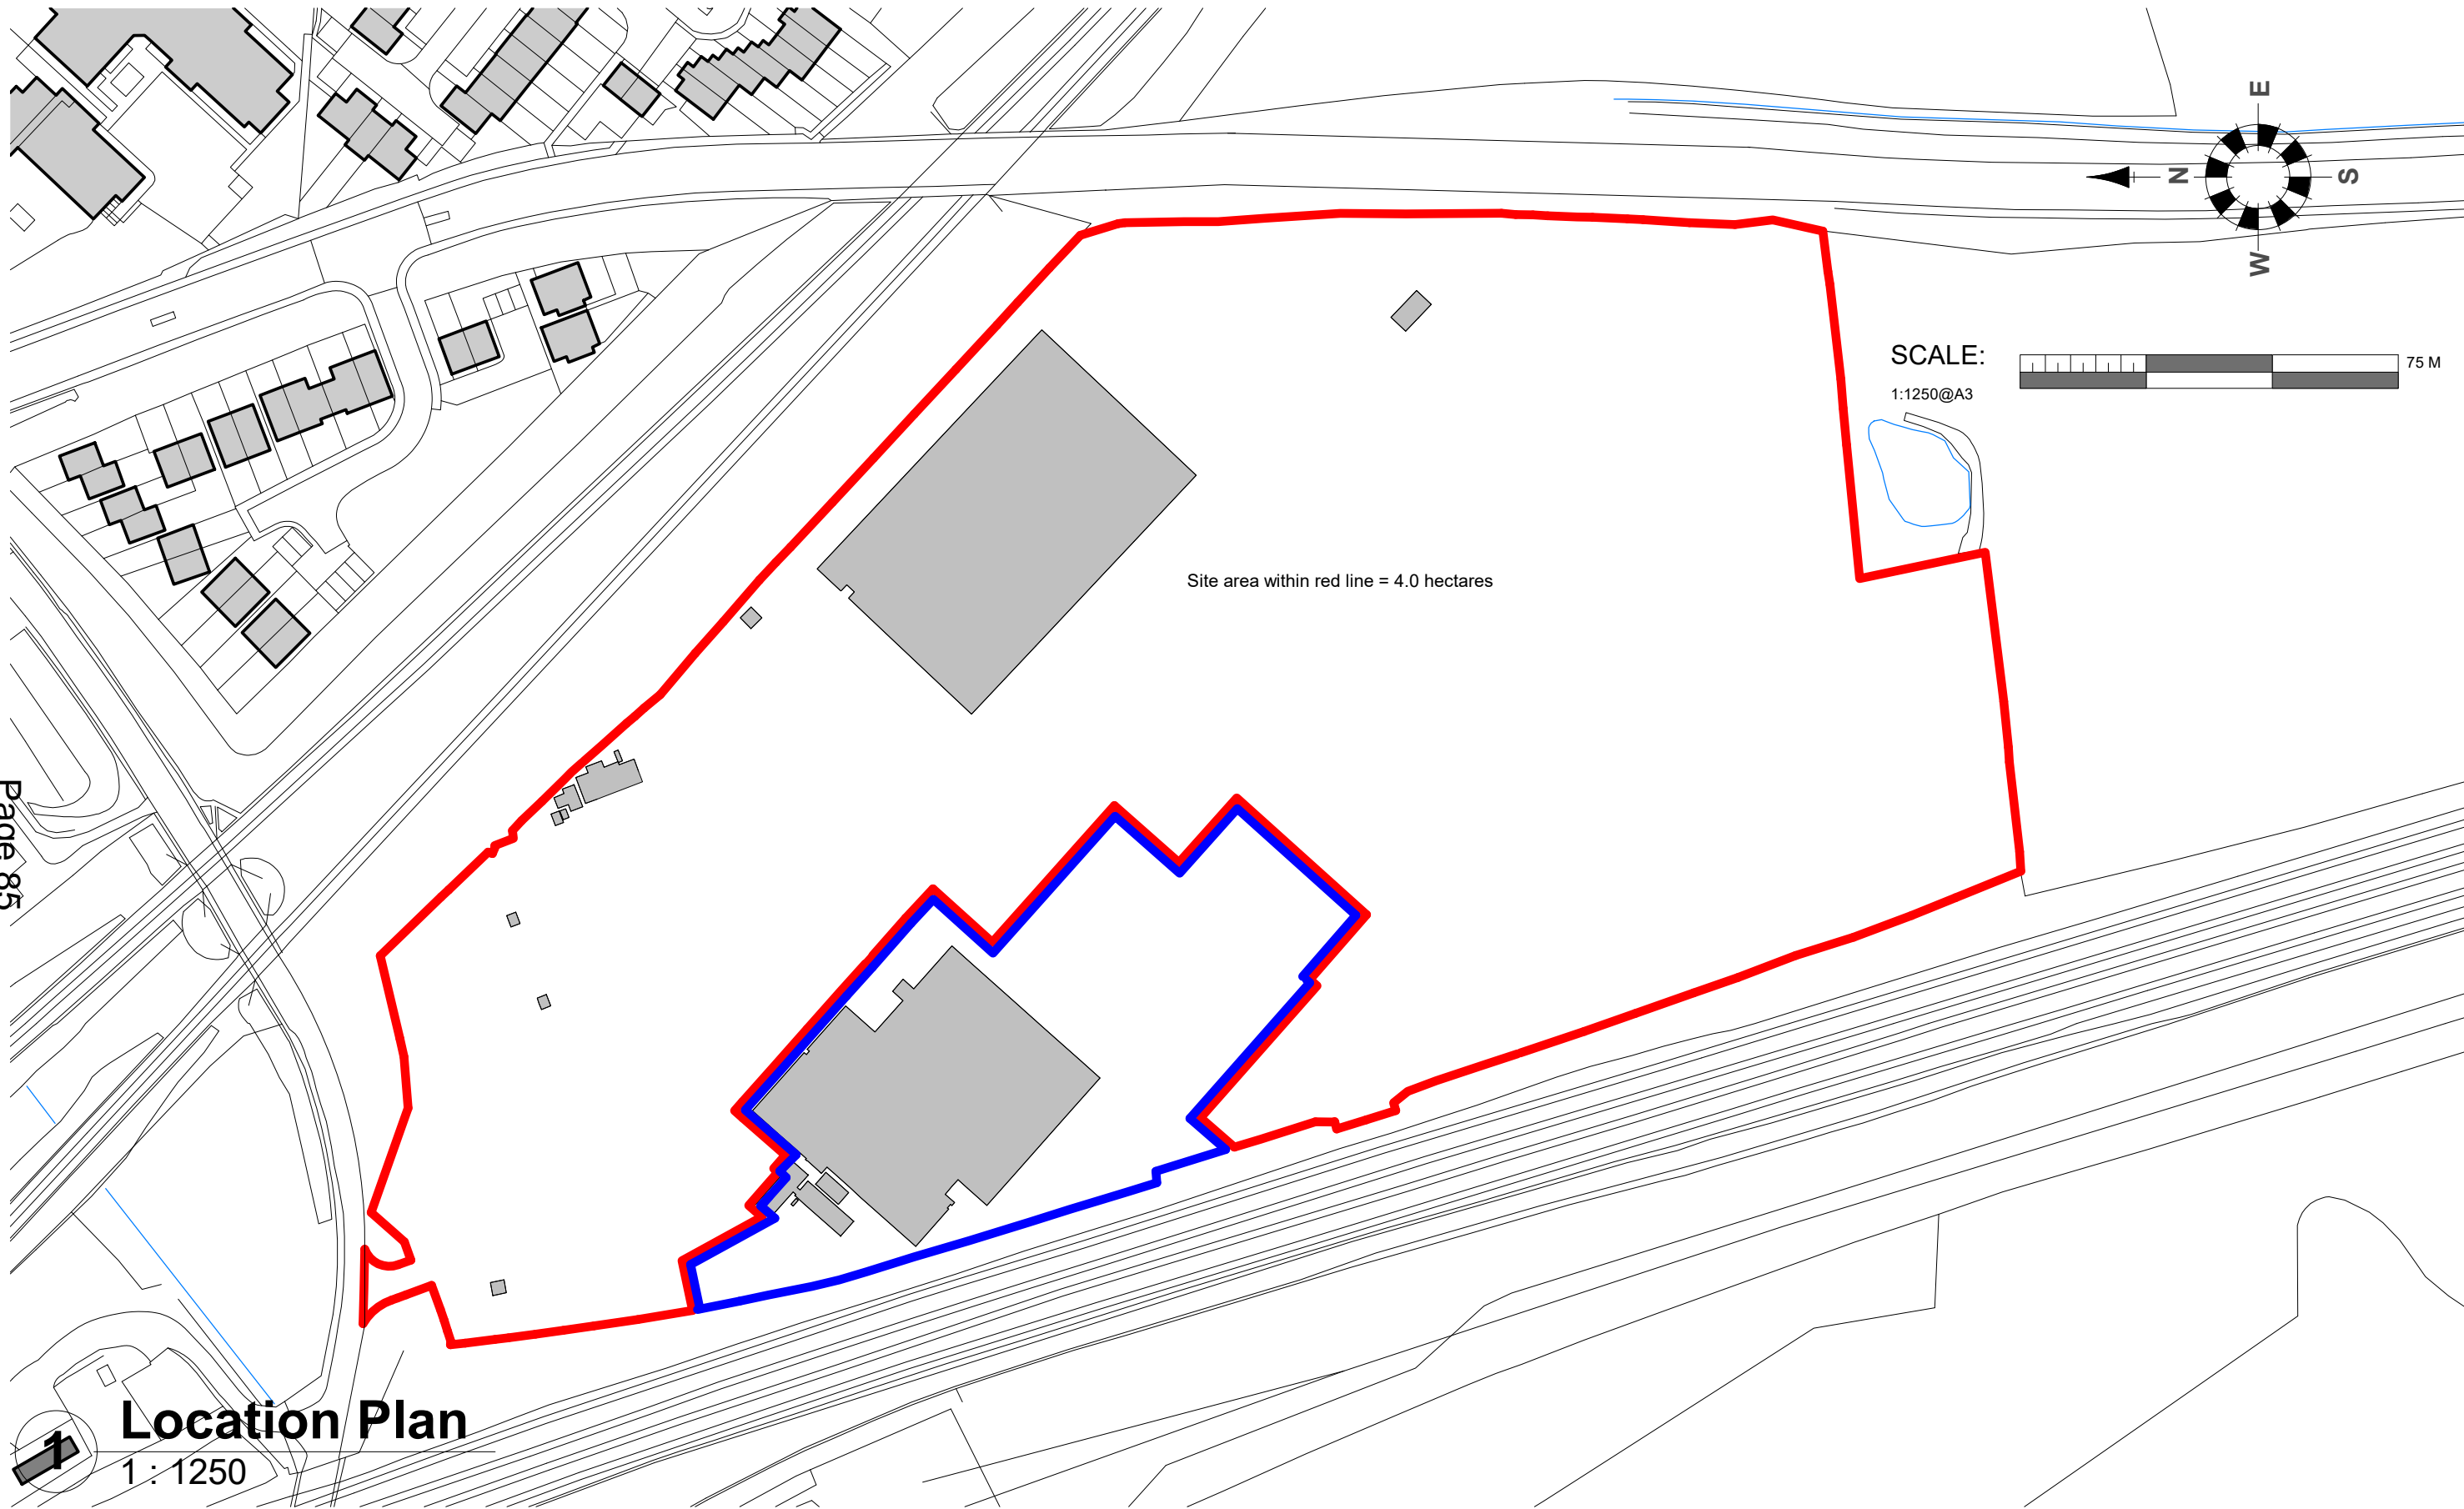 E
N
S
W
SCALE:
75 M
1:1250@A3
Site area within red line = 4.0 hectares
Page 85
1
Location Plan
1 : 1250